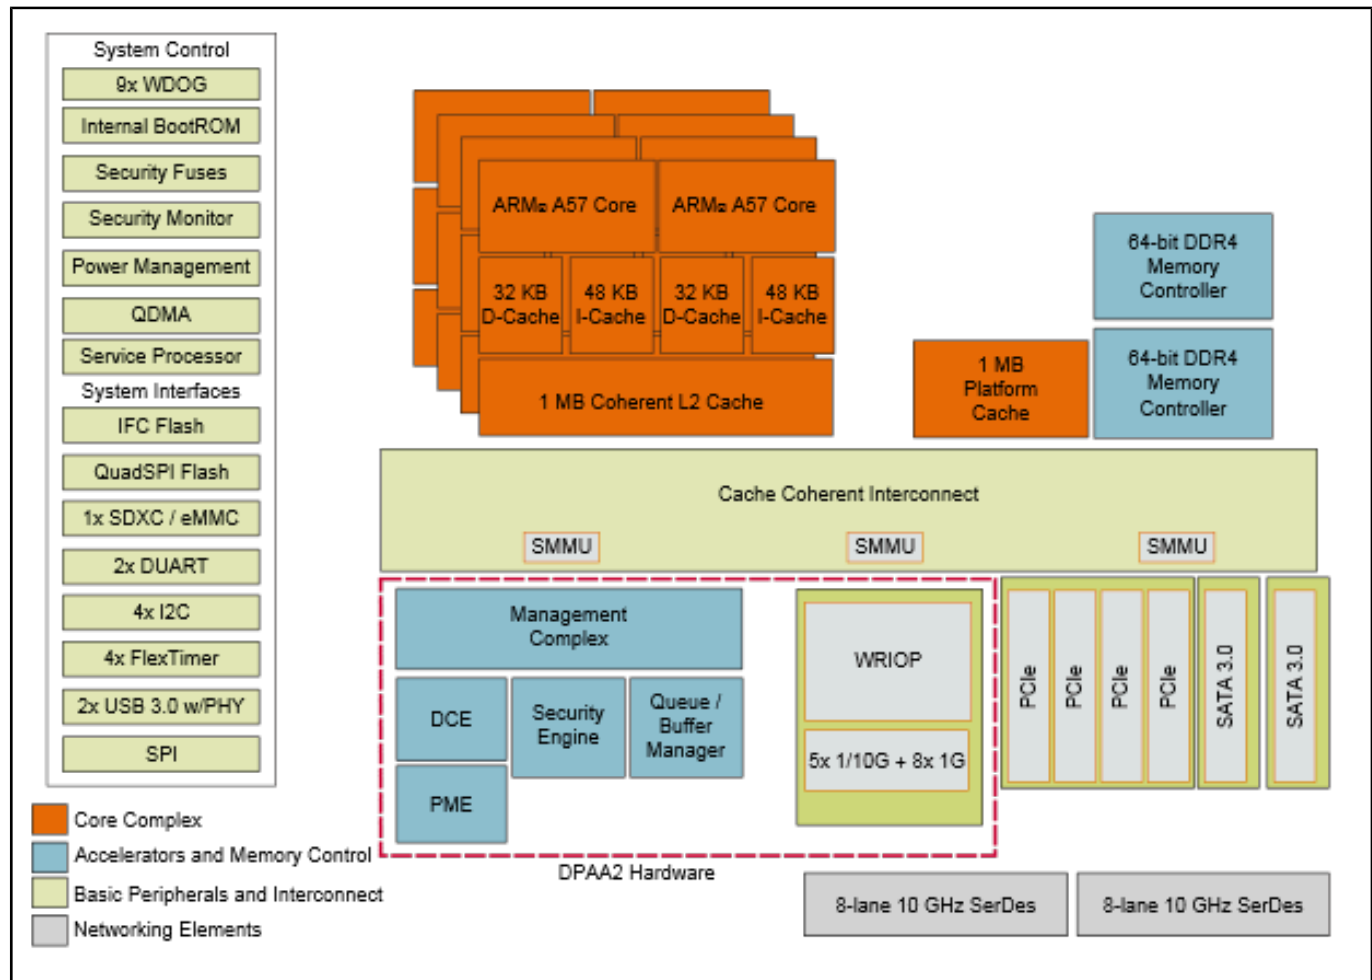 System Control
9x WDOG
Internal BootROM
Security Fuses
Security Monitor
Power Management
QDMA
Service Processor
System Interfaces
IFC Flash
QuadSPI Flash
1x SDXC / eMMC
2x DUART
4x I2C
4x FlexTimer
2x USB 3.0 w/PHY
SPI
Core Complex
Accelerators and Memory Control
Basic Peripherals and Interconnect
Networking Elements
ARM® A57 Core
ARM® A57 Core
32 KB
D-Cache
48 KB
I-Cache
32 KB
D-Cache
48 KB
I-Cache
1 MB Coherent L2 Cache
64-bit DDR4
Memory
Controller
1 MB
Platform
Cache
64-bit DDR4
Memory
Controller
Cache Coherent Interconnect
SMMU
SMMU
SMMU
Management
Complex
DCE
Security
Engine
Queue /
Buffer
Manager
PME
WRIOP
5x 1/10G + 8x 1G
DPAA2 Hardware
PCIe
PCIe
PCIe
PCIe
SATA 3.0
SATA 3.0
8-lane 10 GHz SerDes
8-lane 10 GHz SerDes